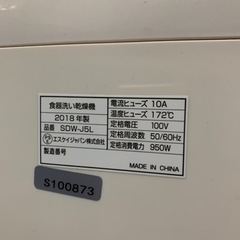 食器洗い乾燥機
2018年製
品番 SDW-J5L
エスケイジャパン株式会社
製造番号
電流ヒューズ 10A
温度ヒューズ 172℃
定格電圧 100V
定格周波数 50/60Hz
定格消費電力 950W
MADE IN CHINA
S100873